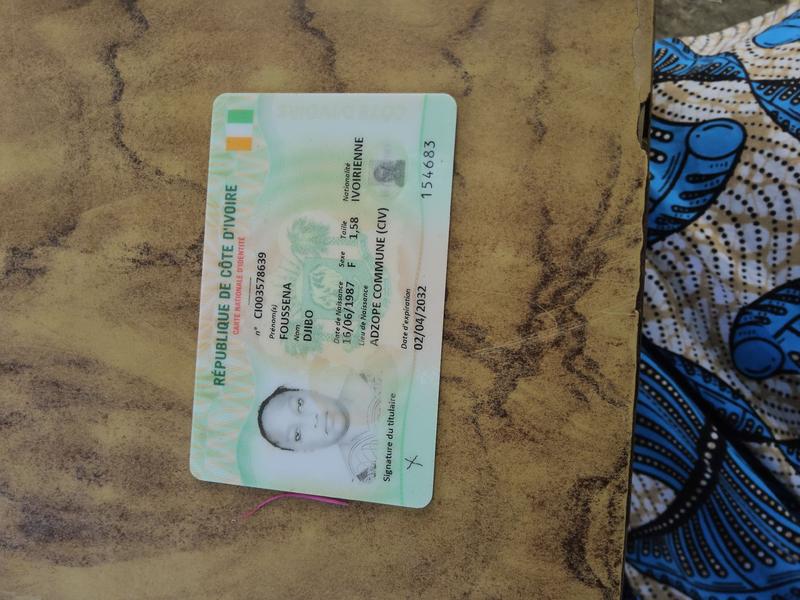 RÉPUBLIQUE DE CÔTE D'IVOIRE
CARTE NATIONALE D'IDENTITÉ
n° CI003578639
Prénom(s)
FOUSSENA
Nom
DJIBO
Date de Naissance Sexe Taille Nationalité
16/06/1987 F 1,58 IVOIRIENNE
Lieu de Naissance
ADZOPE COMMUNE (CIV)
Date d'expiration
02/04/2032
154683
Signature du titulaire
X